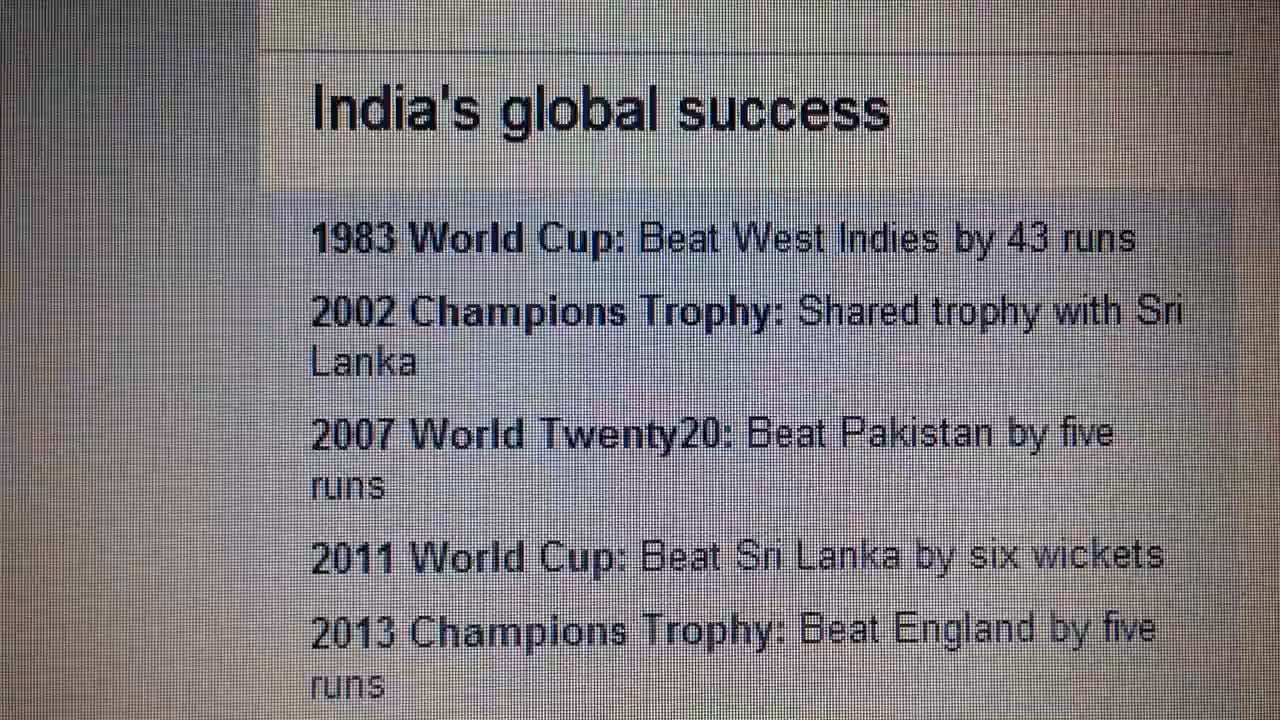 India's global success
1983 World Cup: Beat West Indies by 43 runs
2002 Champions Trophy: Shared trophy with Sri
Lanka
2007 World Twenty20: Beat Pakistan by five
runs
2011 World Cup: Beat Sri Lanka by six wickets
2013 Champions Trophy: Beat England by five
runs